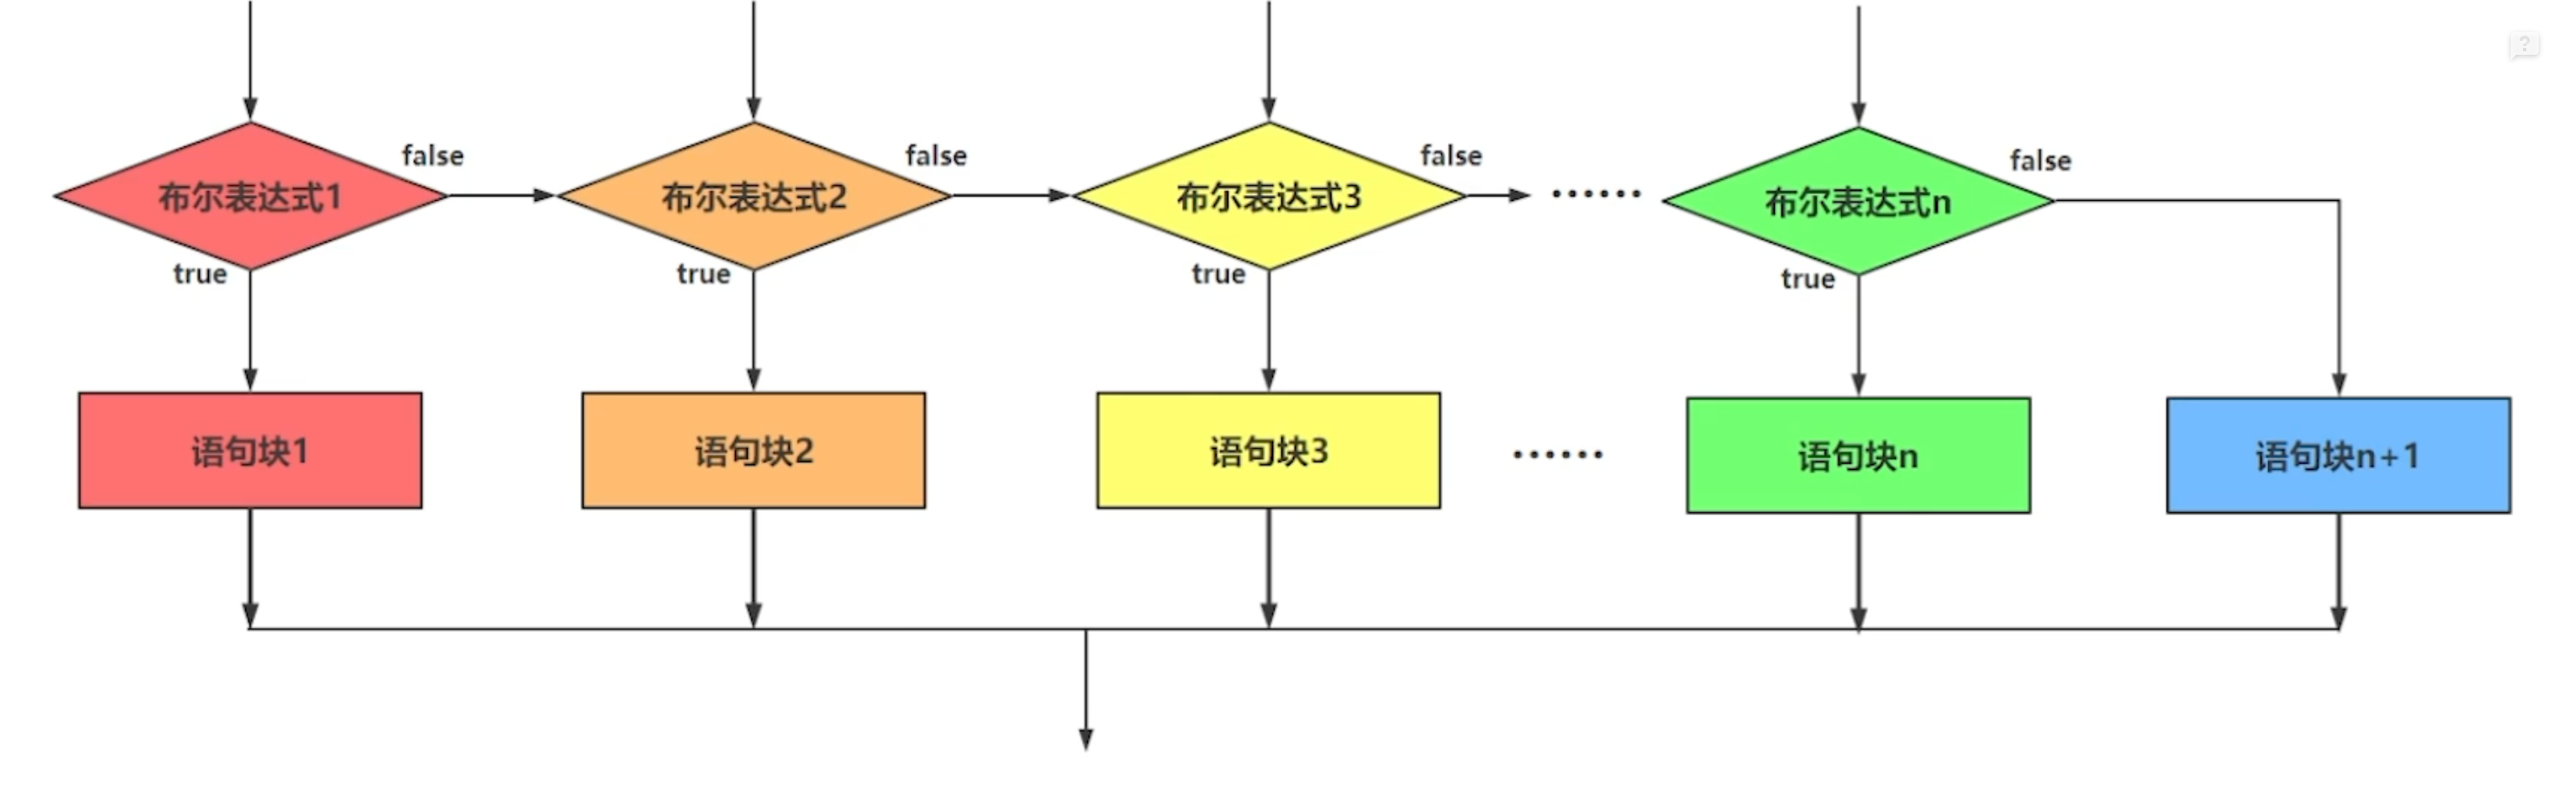 false
false
false
false
布尔表达式1
布尔表达式2
布尔表达式3
......
布尔表达式n
true
true
true
true
语句块1
语句块2
语句块3
......
语句块n
语句块n+1
?